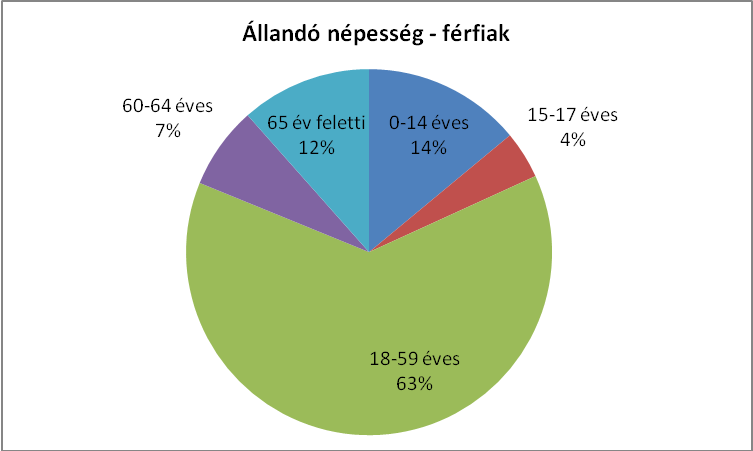 Állandó népesség - férfiak
60-64 éves
7%
65 év feletti
12%
0-14 éves
14%
15-17 éves
4%
18-59 éves
63%